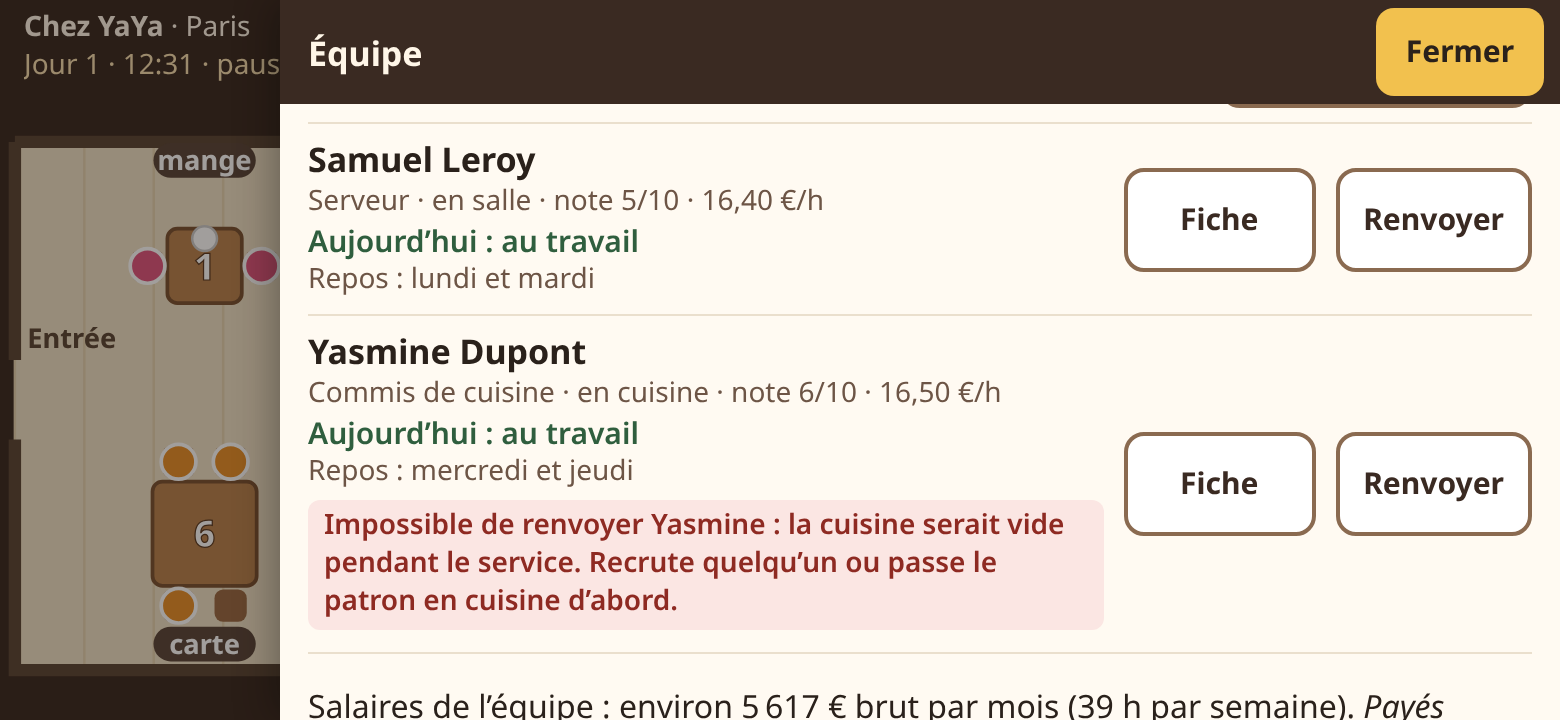 Chez YaYa · Paris
Jour 1 · 12:31 · paus
mange
1
Entrée
6
carte
Équipe
Fermer
Samuel Leroy
Serveur · en salle · note 5/10 · 16,40 €/h
Aujourd’hui : au travail
Repos : lundi et mardi
Fiche
Renvoyer
Yasmine Dupont
Commis de cuisine · en cuisine · note 6/10 · 16,50 €/h
Aujourd’hui : au travail
Repos : mercredi et jeudi
Impossible de renvoyer Yasmine : la cuisine serait vide
pendant le service. Recrute quelqu’un ou passe le
patron en cuisine d’abord.
Fiche
Renvoyer
Salaires de l’équipe : environ 5 617 € brut par mois (39 h par semaine). Payés